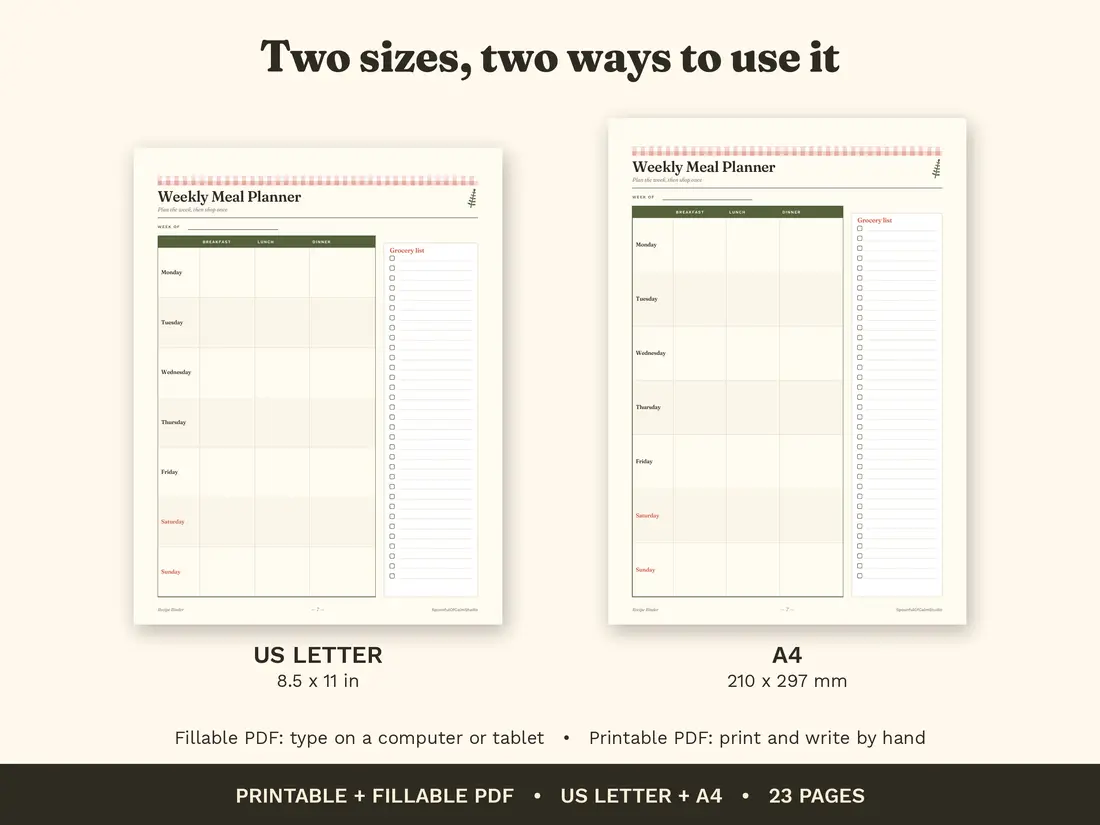 Two sizes, two ways to use it
Weekly Meal Planner
Plan the week, then shop once
WEEK OF
BREAKFAST LUNCH DINNER
Grocery list
Monday
Tuesday
Wednesday
Thursday
Friday
Saturday
Sunday
Recipe Binder — 7 — SpoonfulOfCalmStudio
US LETTER
8.5 x 11 in
Weekly Meal Planner
Plan the week, then shop once
WEEK OF
BREAKFAST LUNCH DINNER
Grocery list
Monday
Tuesday
Wednesday
Thursday
Friday
Saturday
Sunday
Recipe Binder — 7 — SpoonfulOfCalmStudio
A4
210 x 297 mm
Fillable PDF: type on a computer or tablet • Printable PDF: print and write by hand
PRINTABLE + FILLABLE PDF • US LETTER + A4 • 23 PAGES